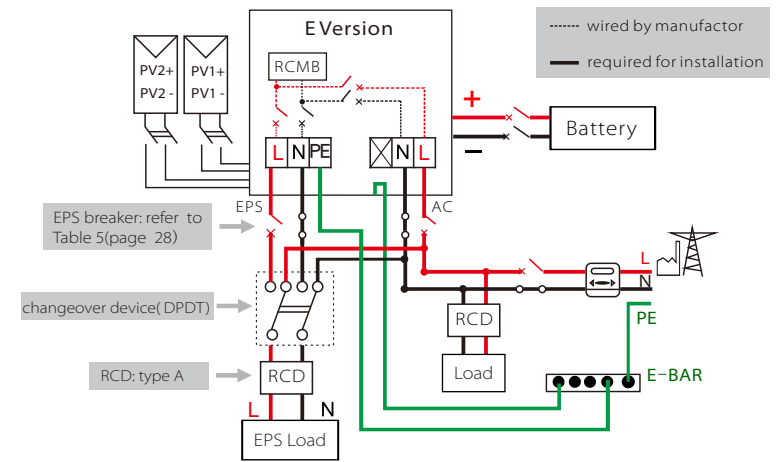 E Version
wired by manufactor
required for installation
PV2+
PV2 -
PV1+
PV1 -
RCMB
+
−
Battery
L N PE
N L
EPS
AC
EPS breaker: refer to
Table 5(page 28)
changeover device( DPDT)
RCD: type A
RCD
L
N
EPS Load
RCD
Load
L
N
PE
E-BAR